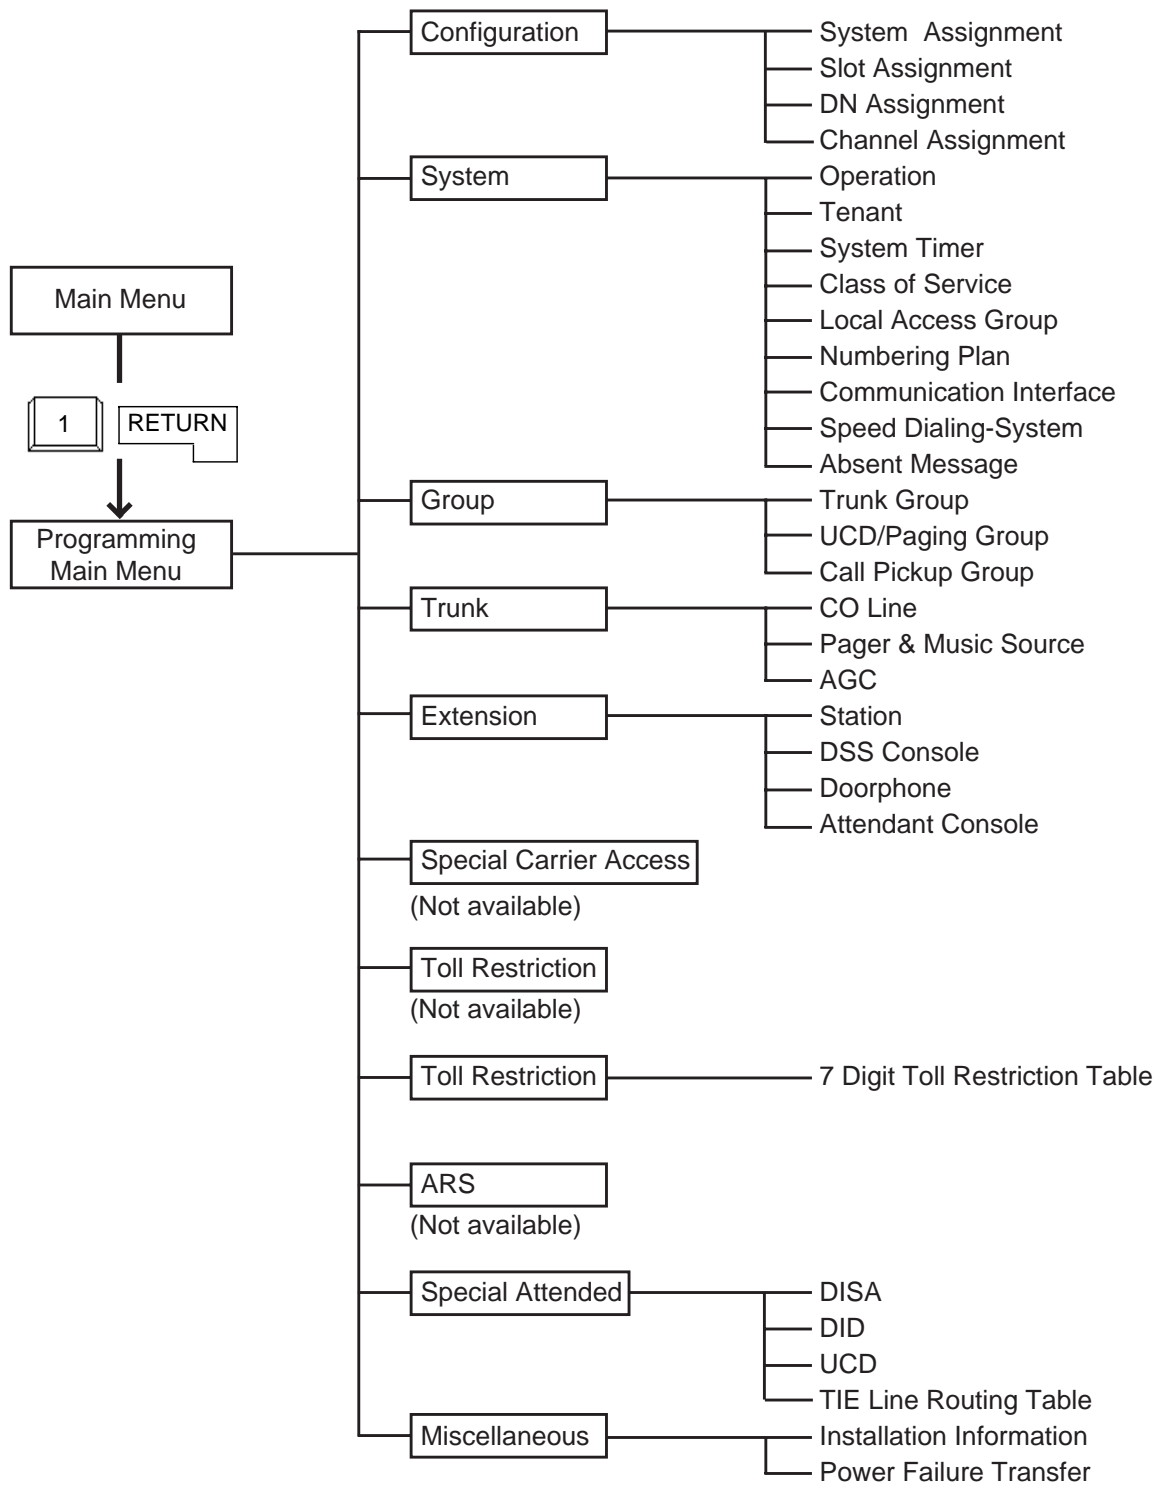 Main Menu
1
RETURN
Programming
Main Menu
Configuration
System Assignment
Slot Assignment
DN Assignment
Channel Assignment
System
Operation
Tenant
System Timer
Class of Service
Local Access Group
Numbering Plan
Communication Interface
Speed Dialing-System
Absent Message
Group
Trunk Group
UCD/Paging Group
Call Pickup Group
Trunk
CO Line
Pager & Music Source
AGC
Extension
Station
DSS Console
Doorphone
Attendant Console
Special Carrier Access
(Not available)
Toll Restriction
(Not available)
Toll Restriction
7 Digit Toll Restriction Table
ARS
(Not available)
Special Attended
DISA
DID
UCD
TIE Line Routing Table
Miscellaneous
Installation Information
Power Failure Transfer